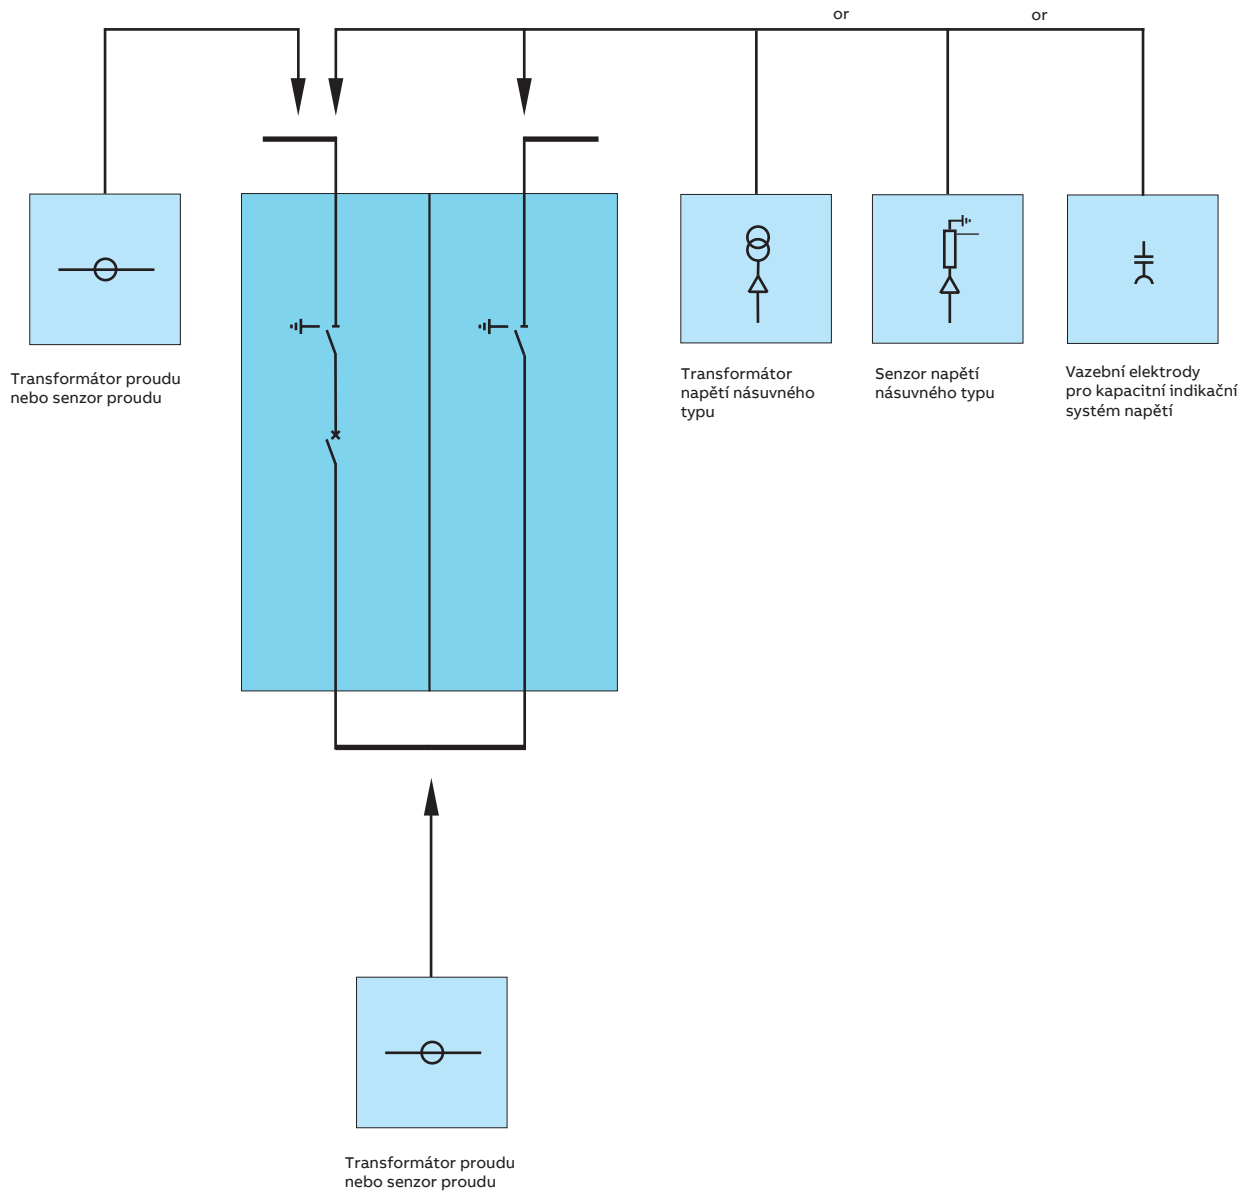 or
or
Transformátor proudu
nebo senzor proudu
Transformátor
napětí násuvného
typu
Senzor napětí
násuvného typu
Vazební elektrody
pro kapacitní indikační
systém napětí
Transformátor proudu
nebo senzor proudu